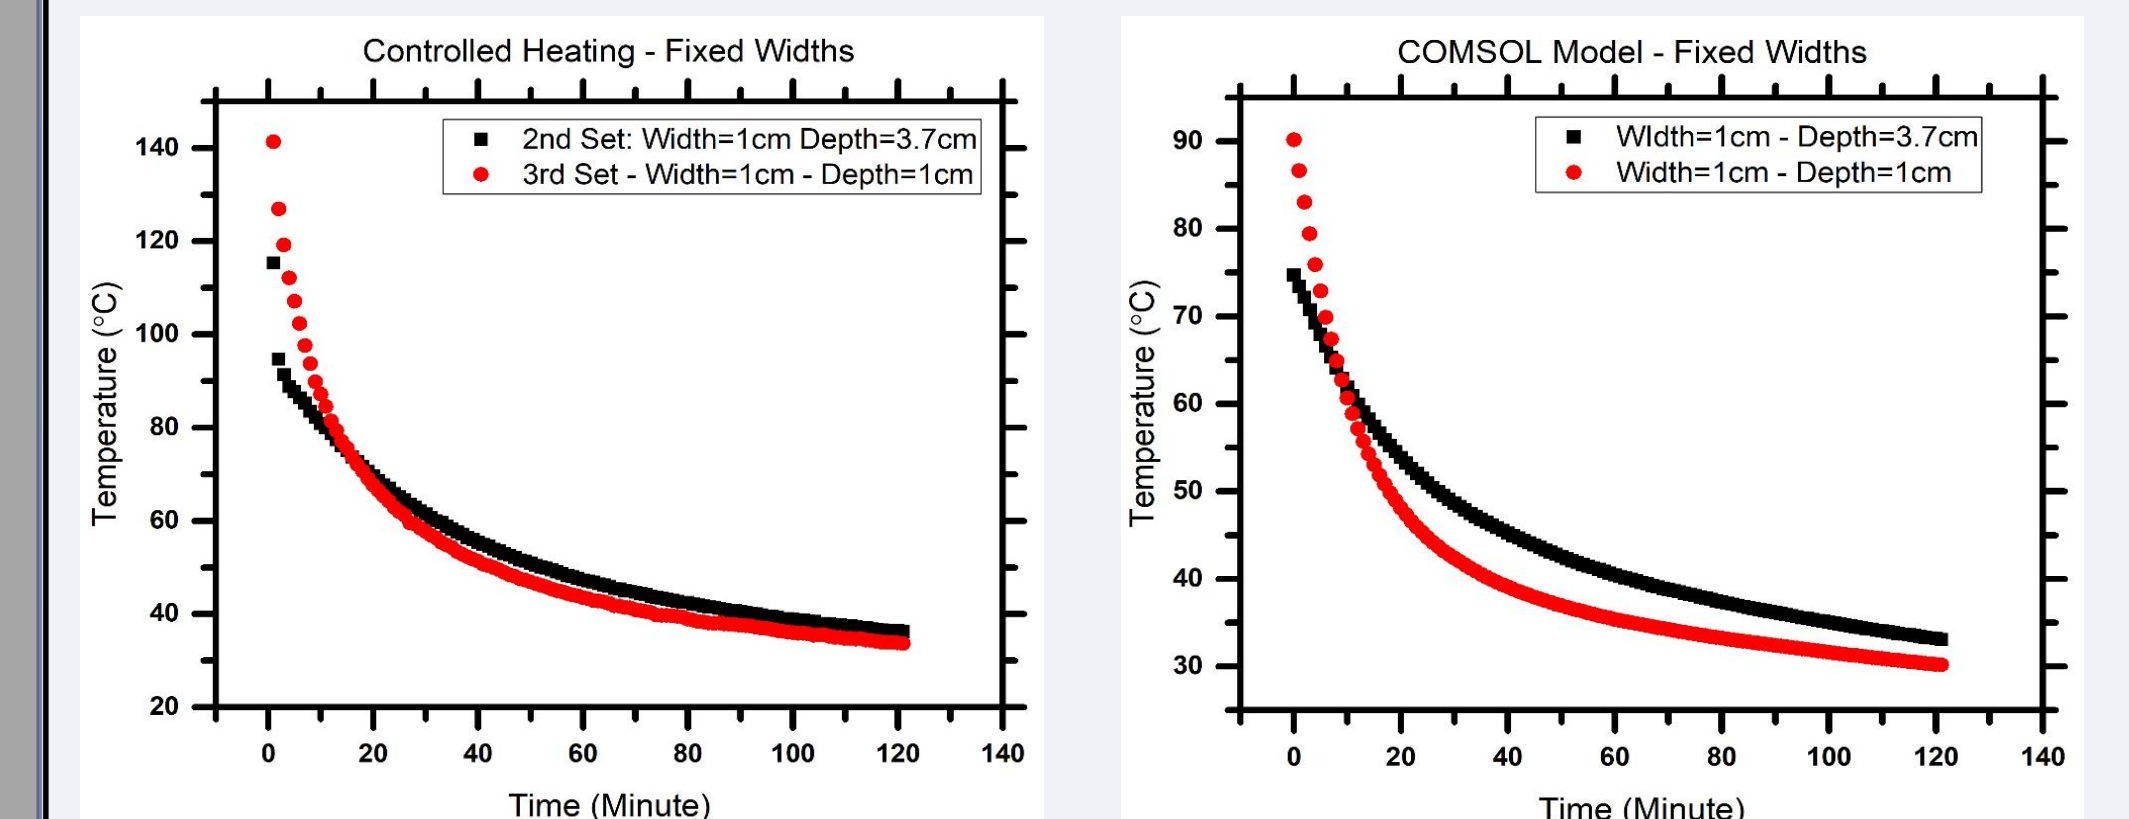 Controlled Heating - Fixed Widths
2nd Set: Width=1cm Depth=3.7cm
3rd Set - Width=1cm - Depth=1cm
Temperature (°C)
140
120
100
80
60
40
20
0 20 40 60 80 100 120 140
Time (Minute)
COMSOL Model - Fixed Widths
WIdth=1cm - Depth=3.7cm
Width=1cm - Depth=1cm
Temperature (°C)
90
80
70
60
50
40
30
0 20 40 60 80 100 120 140
Time (Minute)